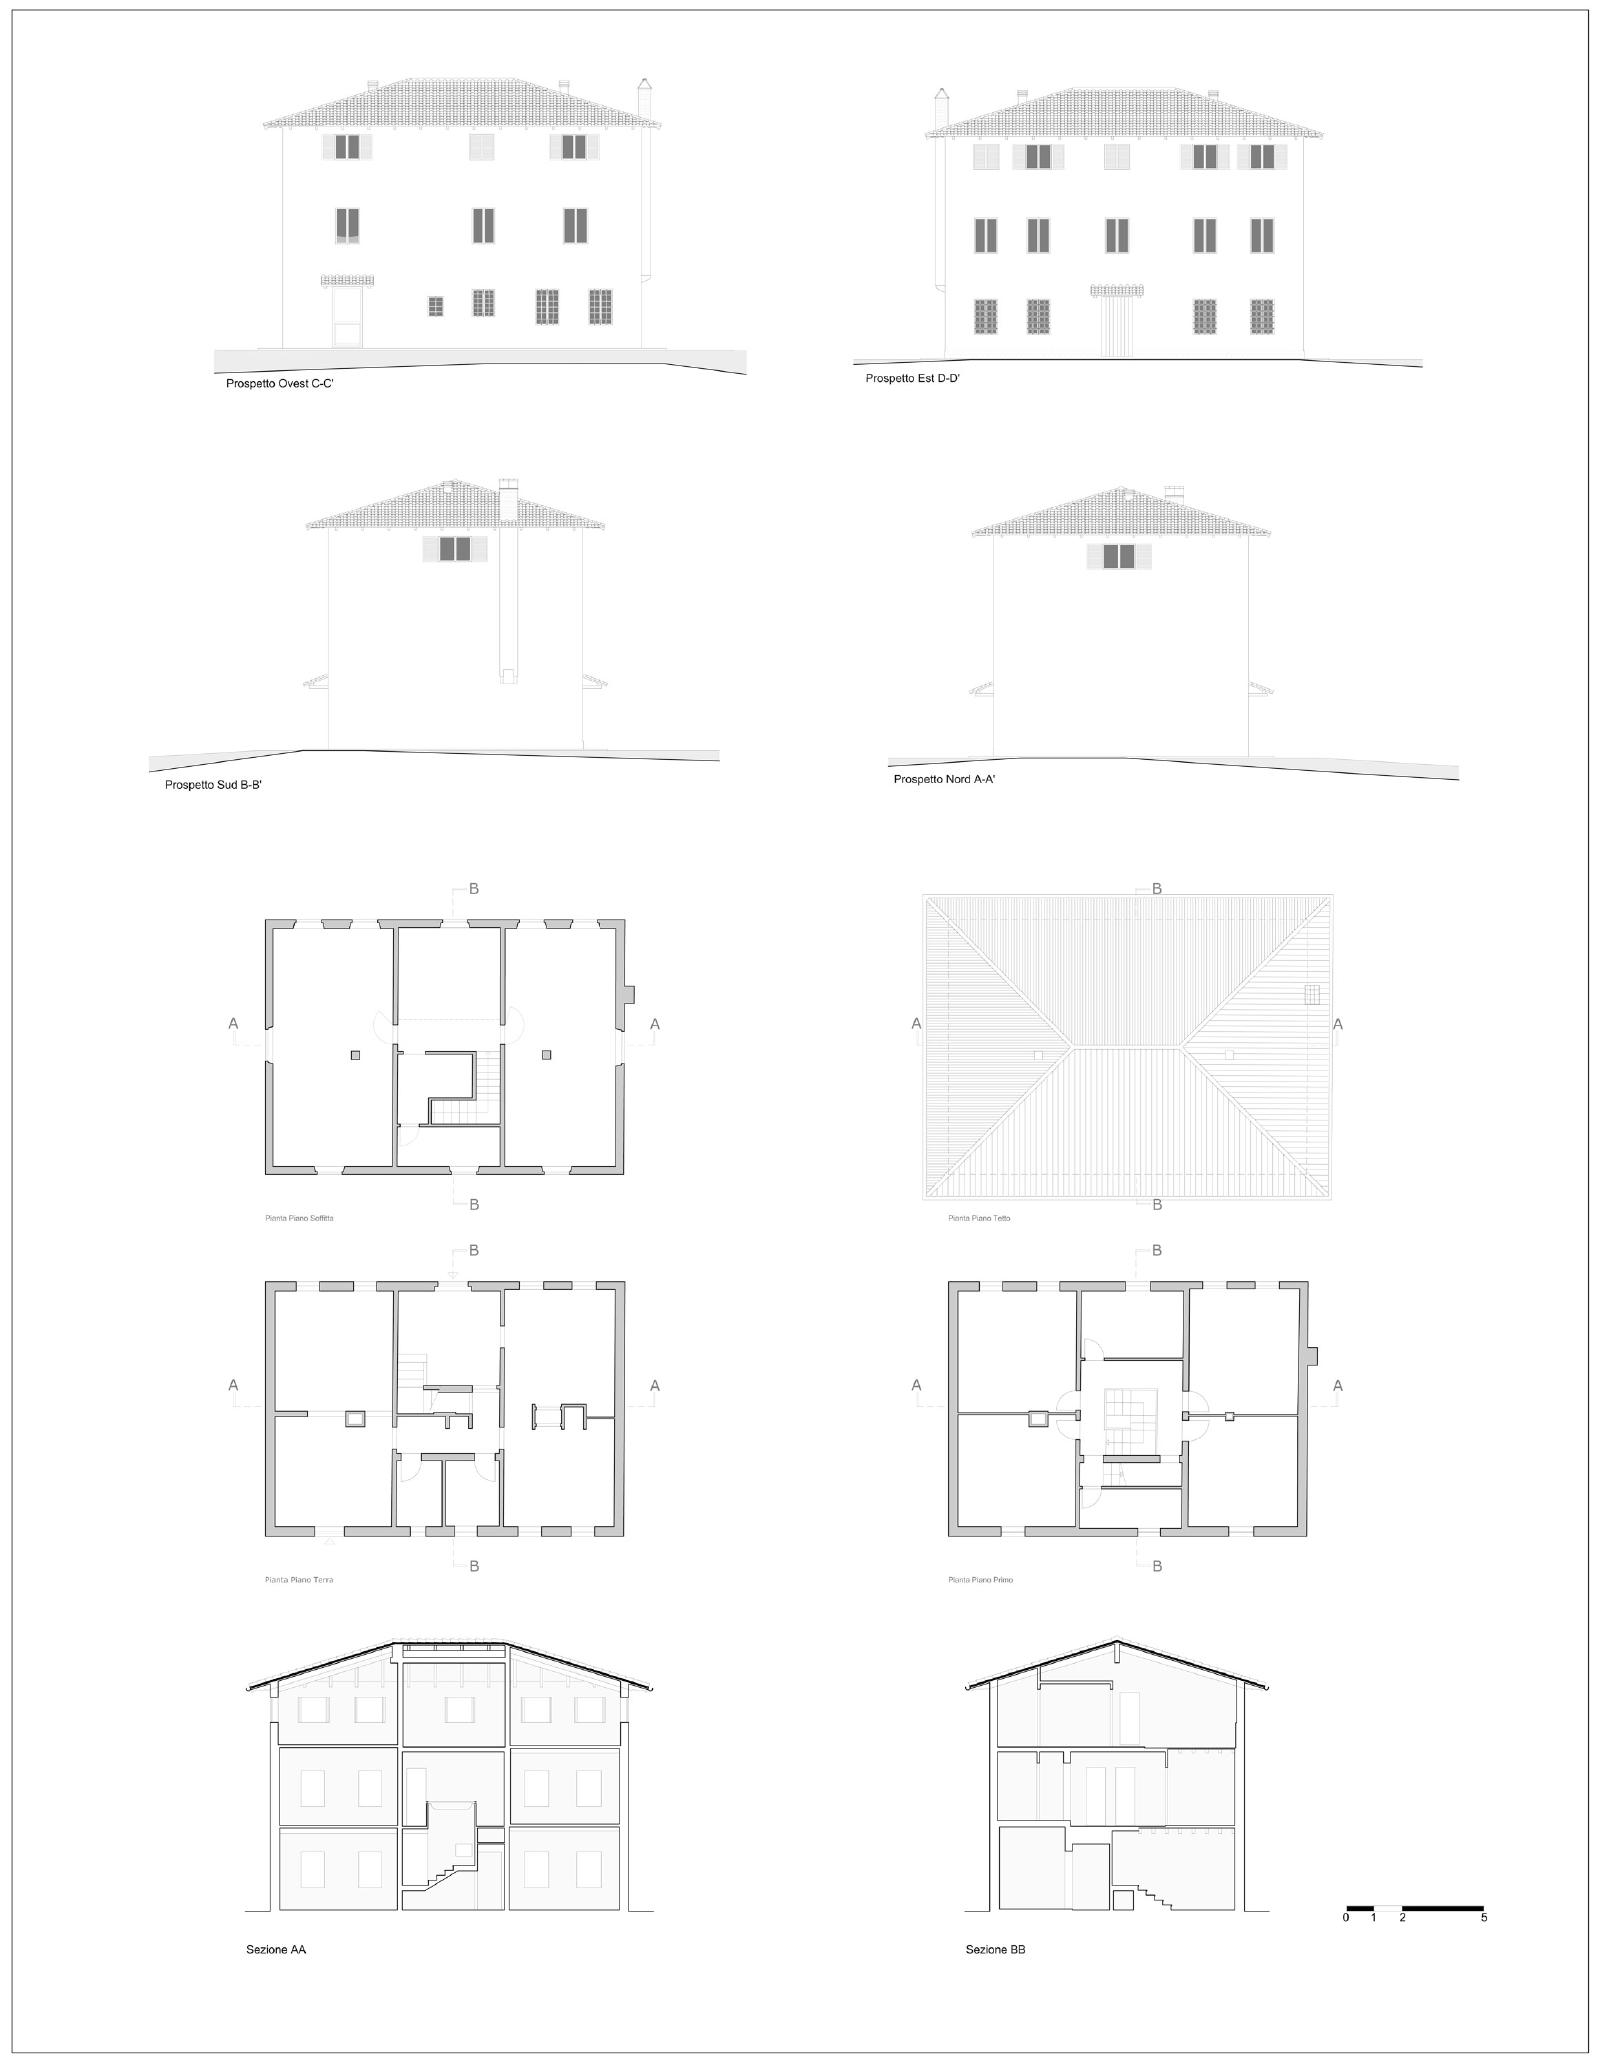 Prospetto Ovest C-C'
Prospetto Est D-D'
Prospetto Sud B-B'
Prospetto Nord A-A'
B
B
A
A
A
A
B
B
Pianta Piano Soffitta
Pianta Piano Tetto
B
B
A
A
A
A
B
B
Pianta Piano Terra
Pianta Piano Primo
0 1 2 5
Sezione AA
Sezione BB